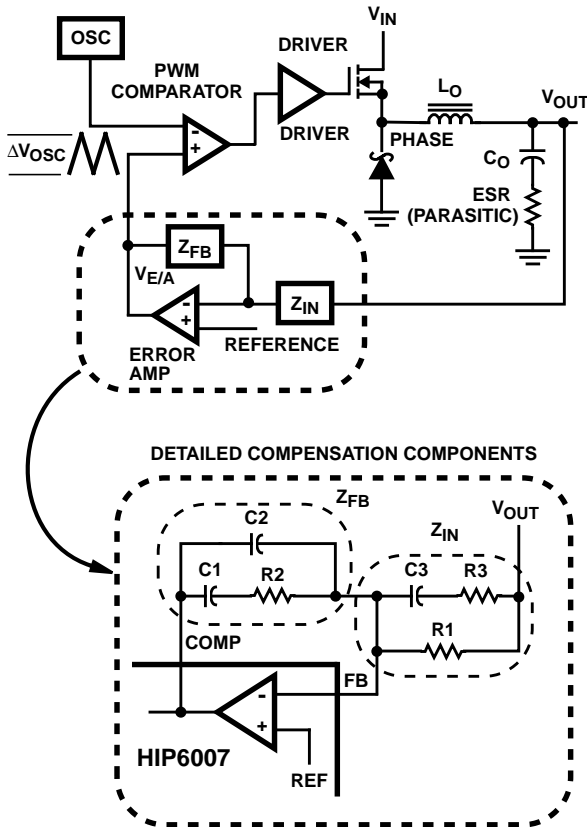 V_IN
OSC
DRIVER
PWM
COMPARATOR
L_O
V_OUT
DRIVER
PHASE
ΔV_OSC
C_O
ESR
(PARASITIC)
Z_FB
V_E/A
Z_IN
REFERENCE
ERROR
AMP
DETAILED COMPENSATION COMPONENTS
Z_FB
V_OUT
C2
Z_IN
C1
R2
C3
R3
R1
COMP
FB
HIP6007
REF
-
+
-
+
-
+